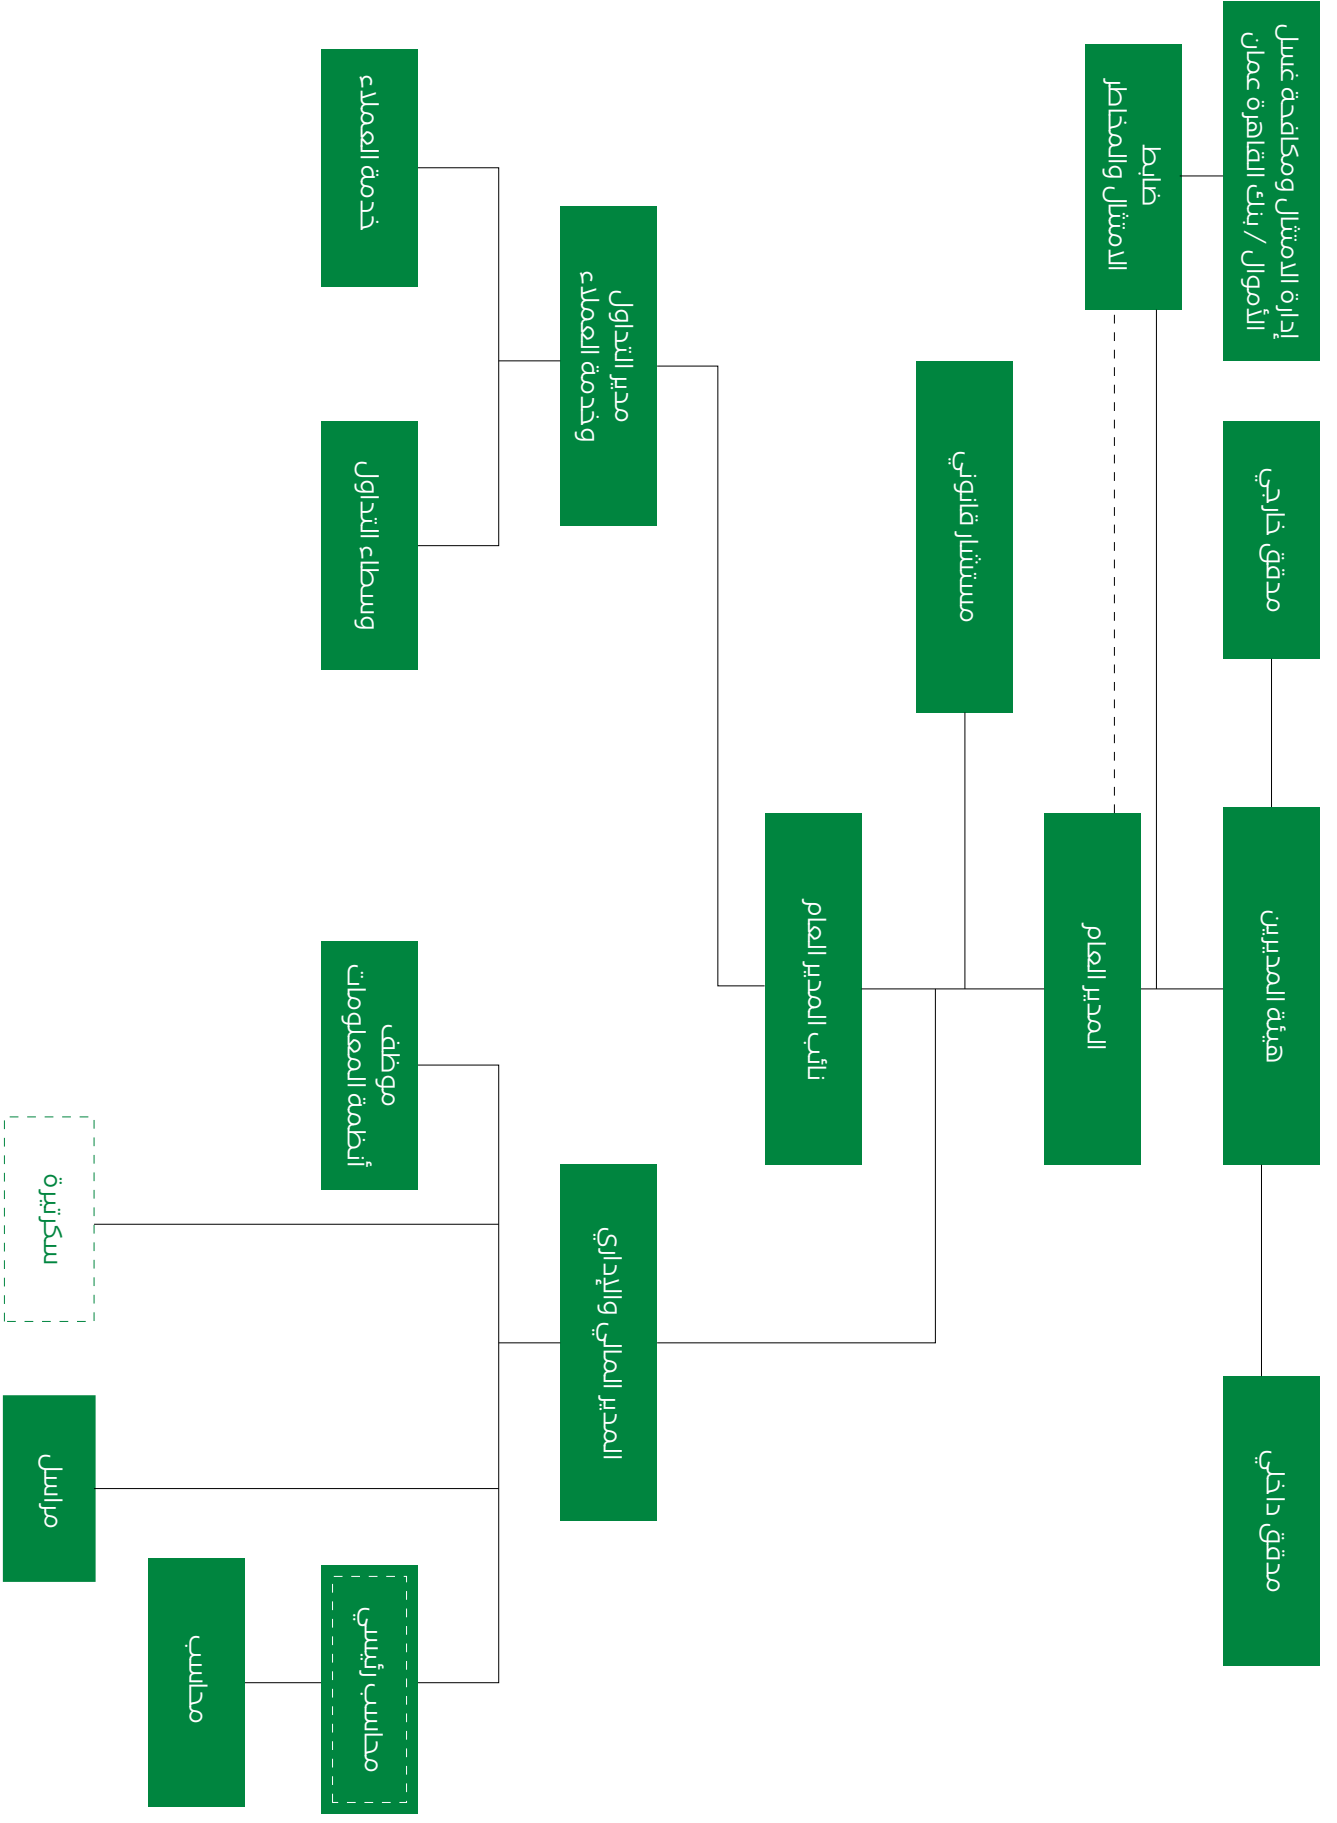 إدارة الامتثال ومكافحة غسل
الأموال / بنك القاهرة عمان
مدقق خارجي
هيئة المديرين
مدقق داخلي
ضابط
الامتثال والمخاطر
المدير العام
مستشار قانوني
نائب المدير العام
مدير التداول
وخدمة العملاء
المدير المالي والإداري
خدمة العملاء
وسطاء التداول
موظف
أنظمة المعلومات
محاسب رئيسي
محاسب
سكرتيرة
مراسل